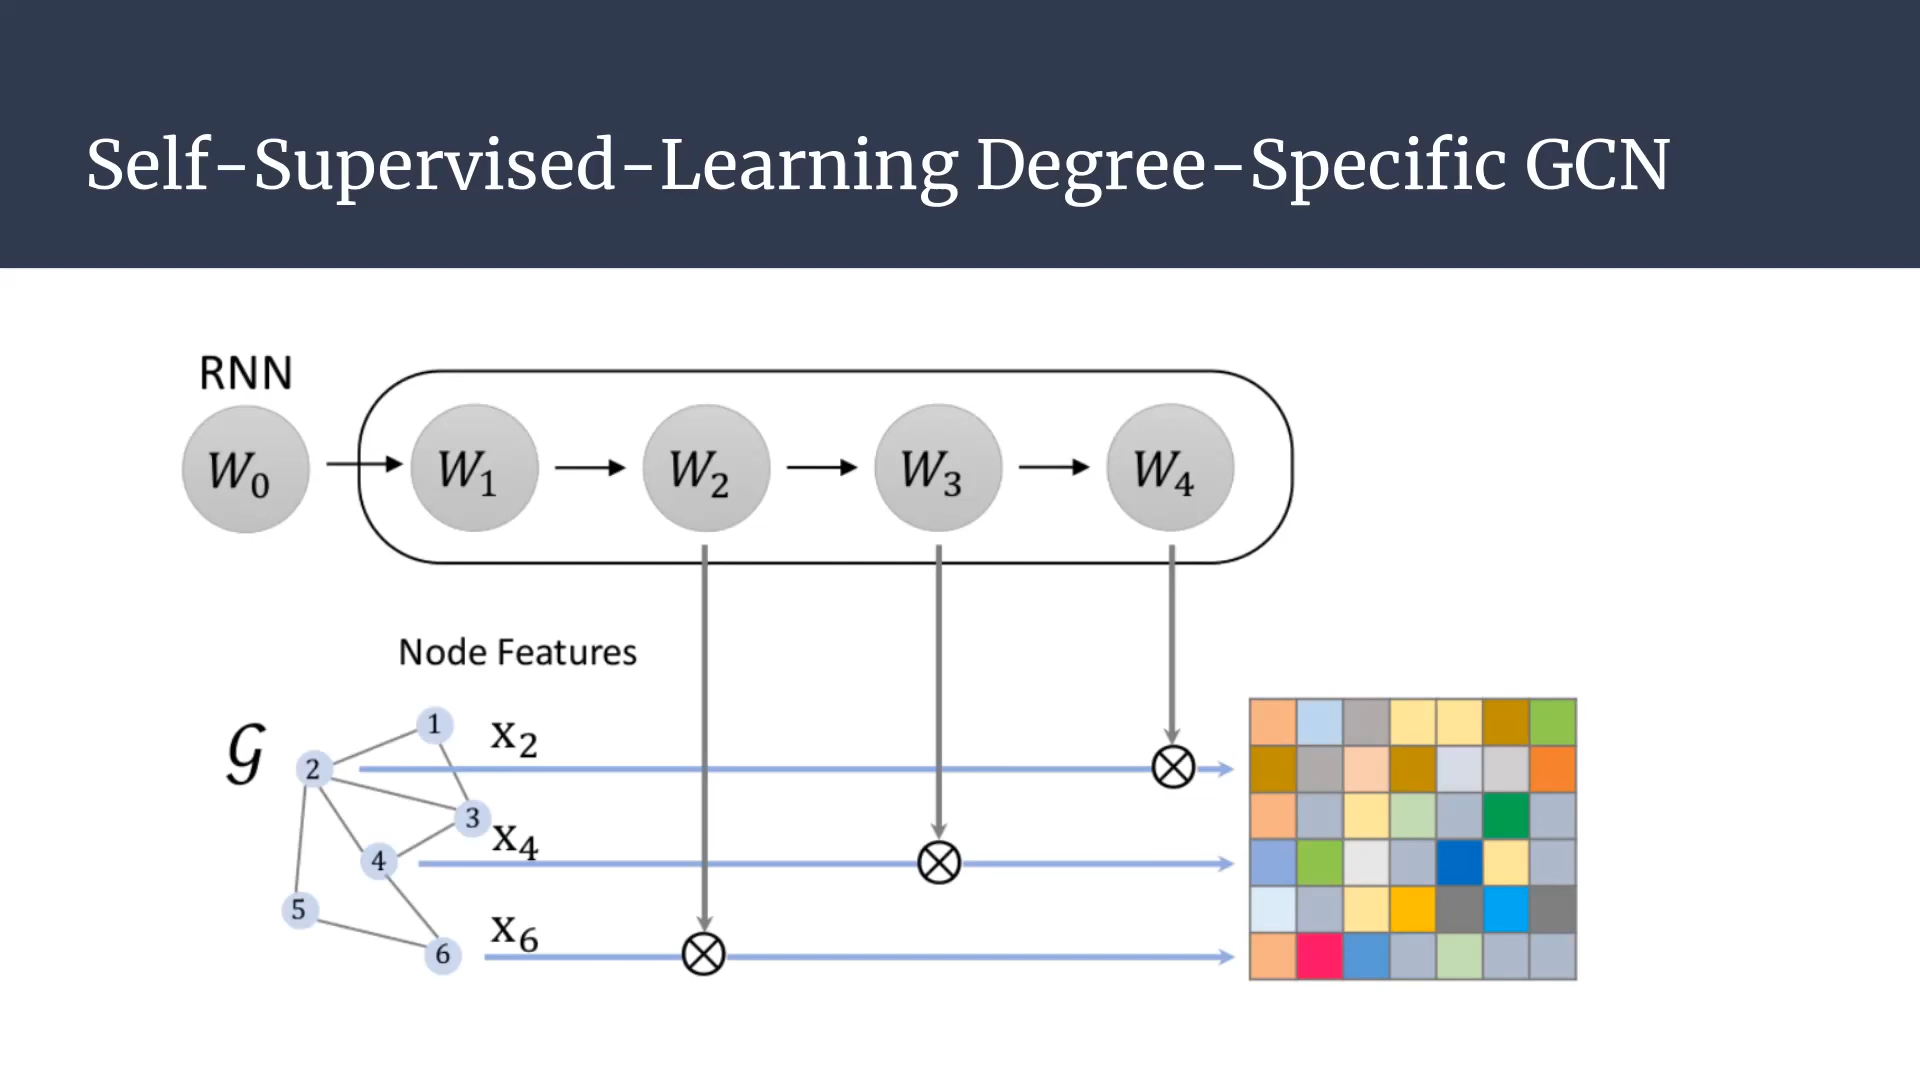 Self-Supervised-Learning Degree-Specific GCN
RNN
W₀ W₁ W₂ W₃ W₄
Node Features
𝒢
1
x₂
2
3
x₄
4
5
x₆
6